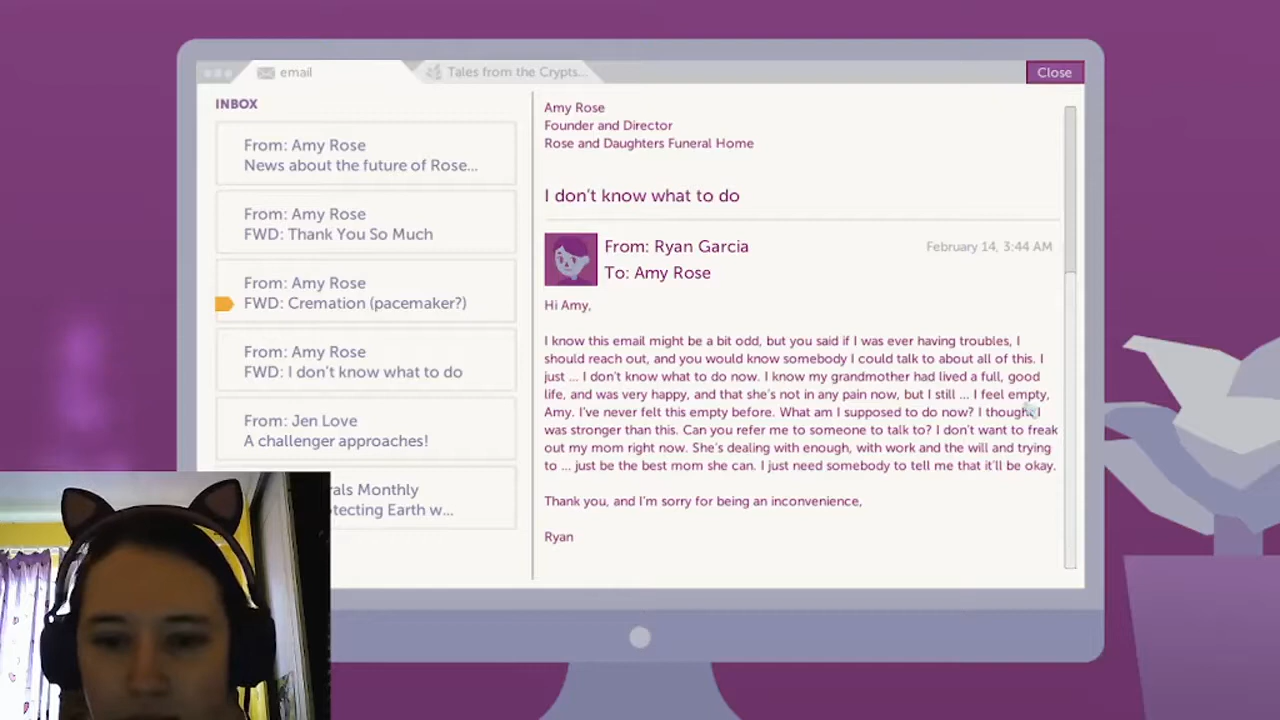 email
Tales from the Crypts...
Close
INBOX
From: Amy Rose
News about the future of Rose...
From: Amy Rose
FWD: Thank You So Much
From: Amy Rose
FWD: Cremation (pacemaker?)
From: Amy Rose
FWD: I don't know what to do
From: Jen Love
A challenger approaches!
Monthly
Earth w...
Amy Rose
Founder and Director
Rose and Daughters Funeral Home
I don't know what to do
From: Ryan Garcia
February 14, 3:44 AM
To: Amy Rose
Hi Amy,
I know this email might be a bit odd, but you said if I was ever having troubles, I
should reach out, and you would know somebody I could talk to about all of this. I
just ... I don't know what to do now. I know my grandmother had lived a full, good
life, and was very happy, and that she's not in any pain now, but I still ... I feel empty,
Amy. I've never felt this empty before. What am I supposed to do now? I thought I
was stronger than this. Can you refer me to someone to talk to? I don't want to freak
out my mom right now. She's dealing with enough, with work and the will and trying
to ... just be the best mom she can. I just need somebody to tell me that it'll be okay.
Thank you, and I'm sorry for being an inconvenience,
Ryan